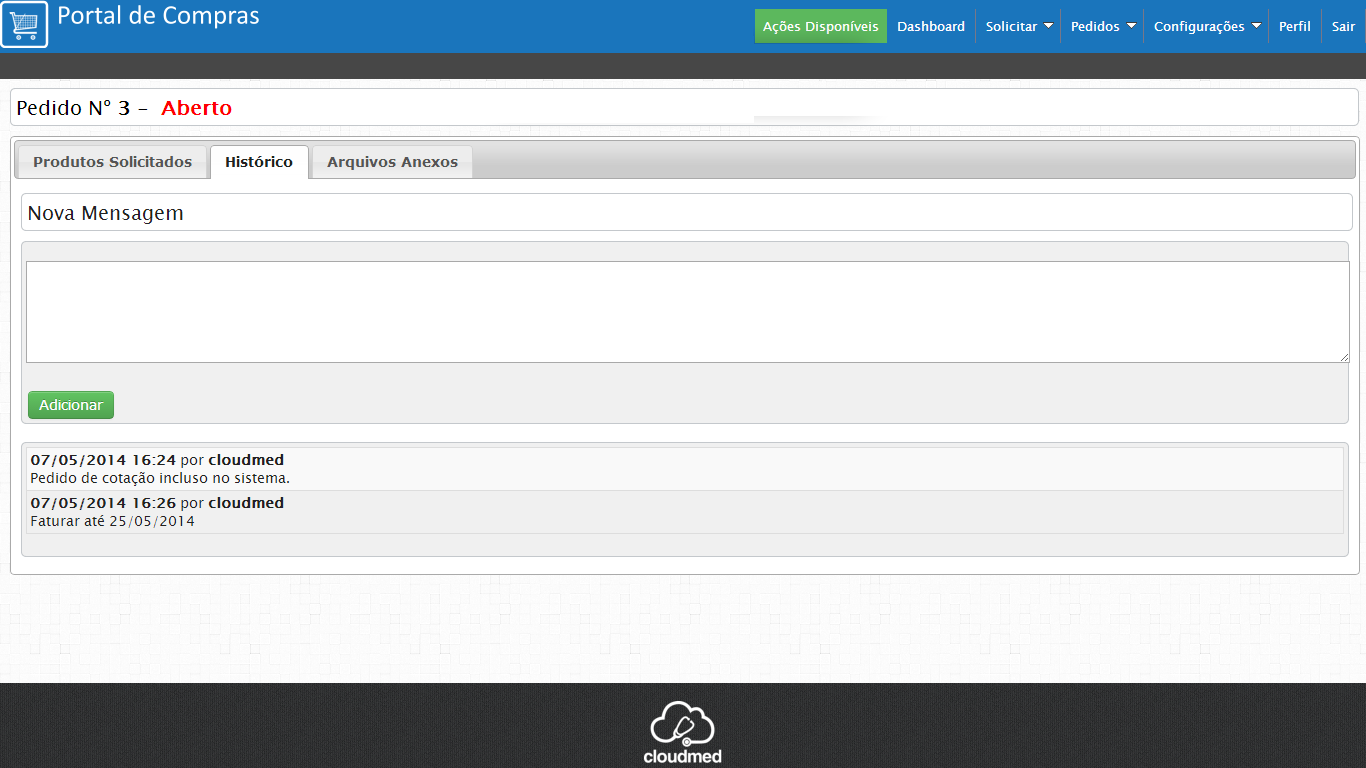 Portal de Compras
Ações Disponíveis Dashboard Solicitar Pedidos Configurações Perfil Sair
Pedido N° 3 - Aberto
Produtos Solicitados Histórico Arquivos Anexos
Nova Mensagem
Adicionar
07/05/2014 16:24 por cloudmed
Pedido de cotação incluso no sistema.
07/05/2014 16:26 por cloudmed
Faturar até 25/05/2014
cloudmed